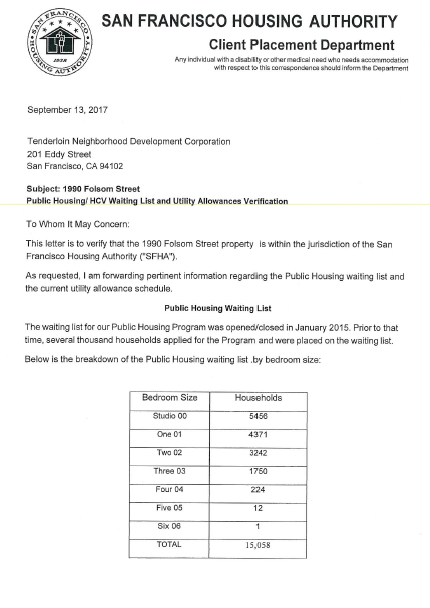 SAN FRANCISCO HOUSING AUTHORITY
Client Placement Department
Any individual with a disability or other medical need who needs accommodation
with respect to this correspondence should inform the Department
SAN FRANCISCO
HOUSING AUTHORITY
1938
September 13, 2017
Tenderloin Neighborhood Development Corporation
201 Eddy Street
San Francisco, CA 94102
Subject: 1990 Folsom Street
Public Housing/ HCV Waiting List and Utility Allowances Verification
To Whom It May Concern:
This letter is to verify that the 1990 Folsom Street property is within the jurisdiction of the San
Francisco Housing Authority ("SFHA").
As requested, I am forwarding pertinent information regarding the Public Housing waiting list and
the current utility allowance schedule.
Public Housing Waiting List
The waiting list for our Public Housing Program was opened/closed in January 2015. Prior to that
time, several thousand households applied for the Program and were placed on the waiting list.
Below is the breakdown of the Public Housing waiting list .by bedroom size:
Bedroom Size Households
Studio 00 5456
One 01 4371
Two 02 3242
Three 03 1750
Four 04 224
Five 05 12
Six 06 1
TOTAL 15,058